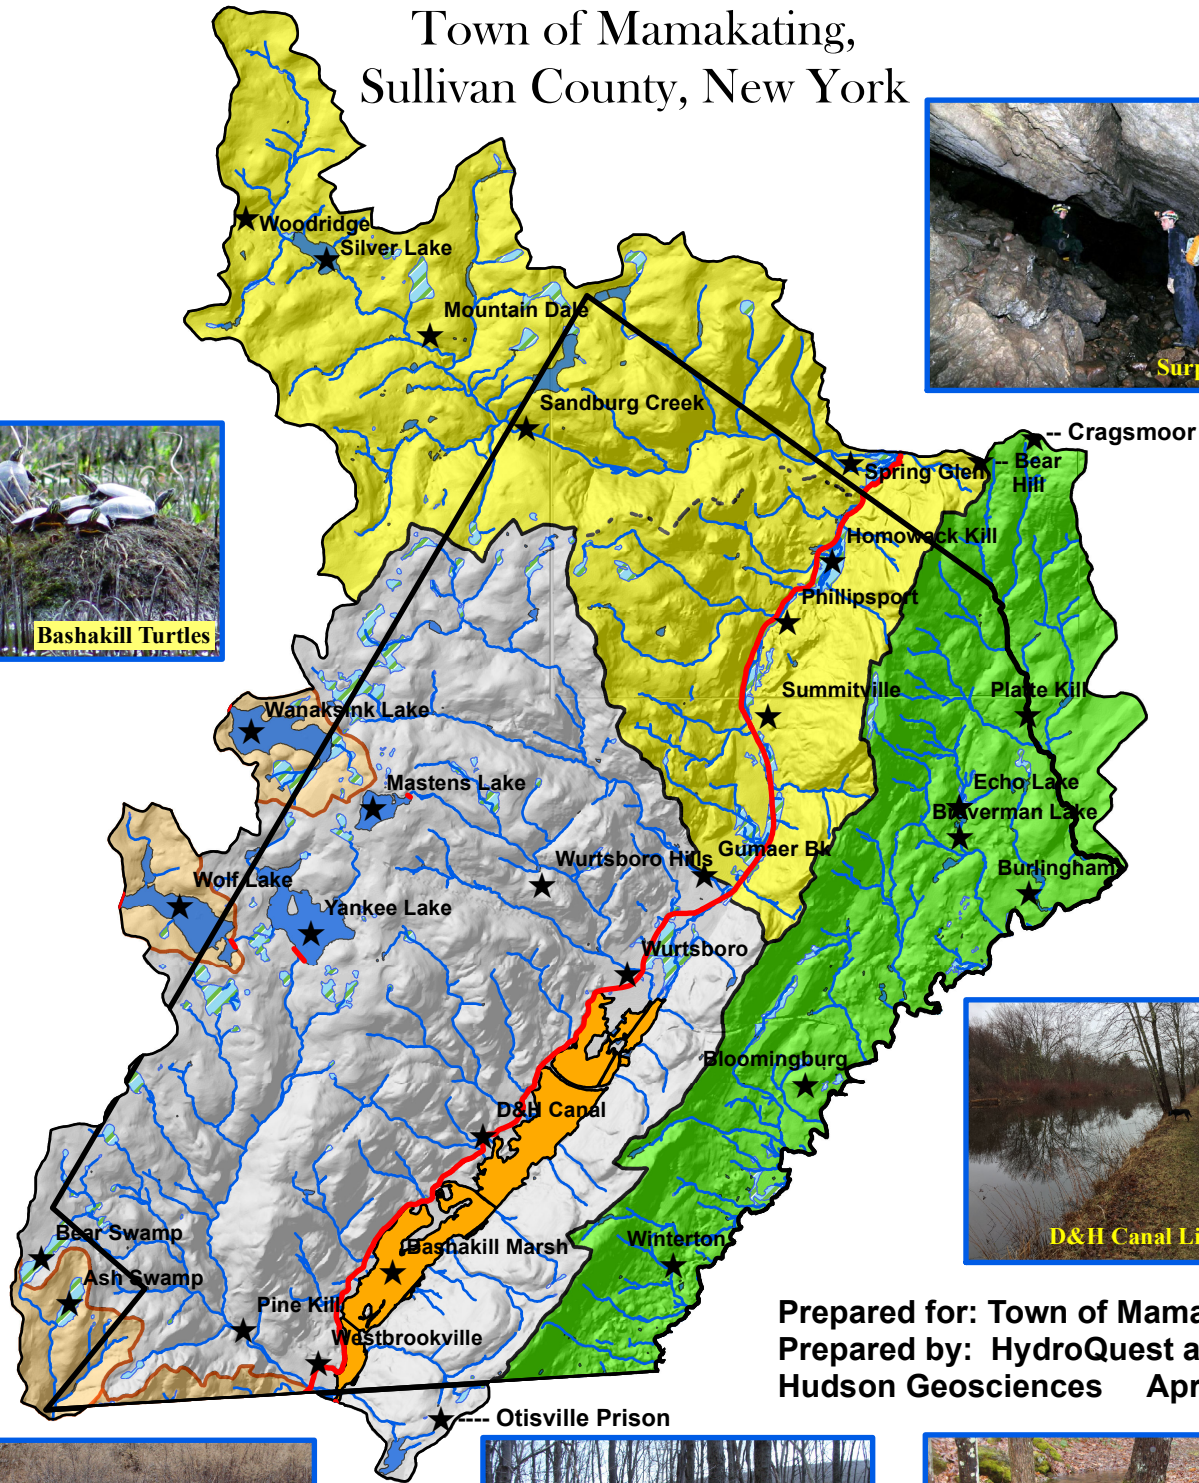 Town of Mamakating,
Sullivan County, New York
Woodridge
Silver Lake
Mountain Dale
Sandburg Creek
-- Cragsmoor
Spring Glen
-- Bear
Hill
Homowack Kill
Phillipsport
Bashakill Turtles
Summitville
Platte Kill
Wanaksink Lake
Mastens Lake
Echo Lake
Braverman Lake
Wurtsboro Hills
Gumaer Bk
Burlingham
Wolf Lake
Yankee Lake
Wurtsboro
Bloomingburg
D&H Canal
Bear Swamp
Bashakill Marsh
Winterton
D&H Canal Li
Ash Swamp
Pine Kill
Westbrookville
Prepared for: Town of Mama
Prepared by: HydroQuest a
Hudson Geosciences Apr
---- Otisville Prison